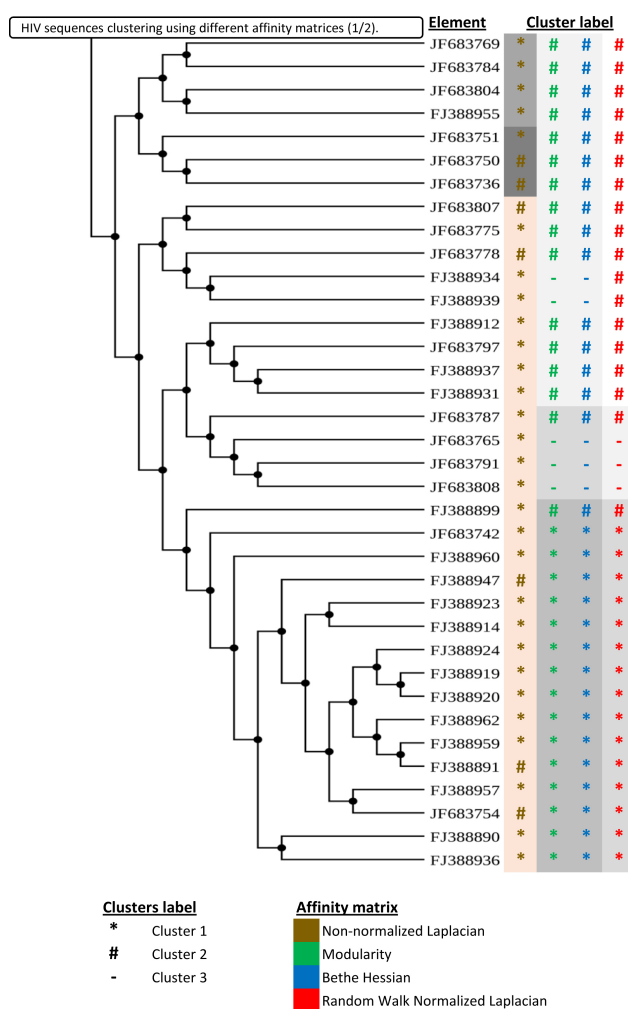 HIV sequences clustering using different affinity matrices (1/2). Element Cluster label
JF683769 * # # #
JF683784 * # # #
JF683804 * # # #
FJ388955 * # # #
JF683751 * # # #
JF683750 # # # #
JF683736 # # # #
JF683807 # # # #
JF683775 * # # #
JF683778 # # # #
FJ388934 * - - #
FJ388939 * - - #
FJ388912 * # # #
JF683797 * # # #
FJ388937 * # # #
FJ388931 * # # #
JF683787 * # # #
JF683765 * - - -
JF683791 * - - -
JF683808 * - - -
FJ388899 * # # #
JF683742 * * * *
FJ388960 * * * *
FJ388947 # * * *
FJ388923 * * * *
FJ388914 * * * *
FJ388924 * * * *
FJ388919 * * * *
FJ388920 * * * *
FJ388962 * * * *
FJ388959 * * * *
FJ388891 # * * *
FJ388957 * * * *
JF683754 # * * *
FJ388890 * * * *
FJ388936 * * * *
Clusters label
* Cluster 1
# Cluster 2
- Cluster 3
Affinity matrix
Non-normalized Laplacian
Modularity
Bethe Hessian
Random Walk Normalized Laplacian